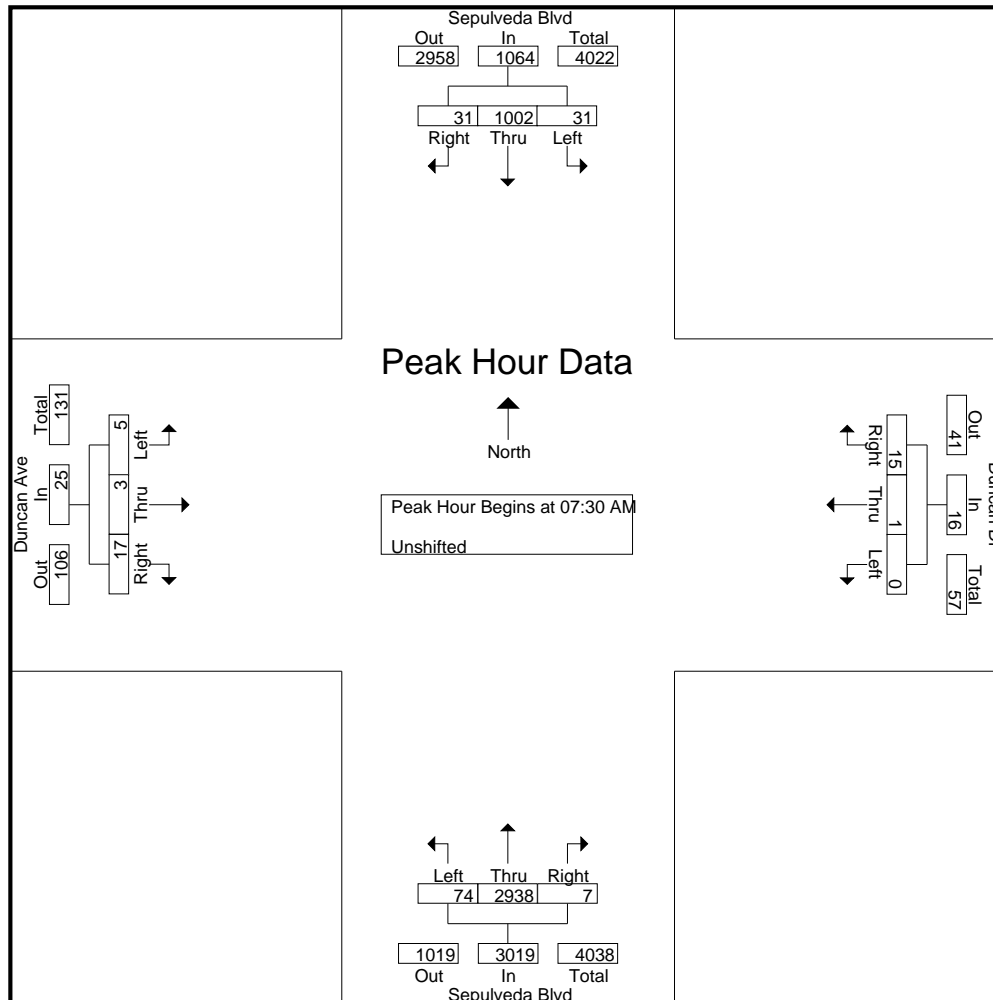 Sepulveda Blvd
Out In Total
2958 1064 4022
31 1002 31
Right Thru Left
Peak Hour Data
North
Peak Hour Begins at 07:30 AM
Unshifted
Duncan Ave
Out In Total
106 25 131
17 3 5
Right Thru Left
Out In Total
41 16 57
15 1 0
Right Thru Left
Left Thru Right
74 2938 7
1019 3019 4038
Out In Total
Sepulveda Blvd